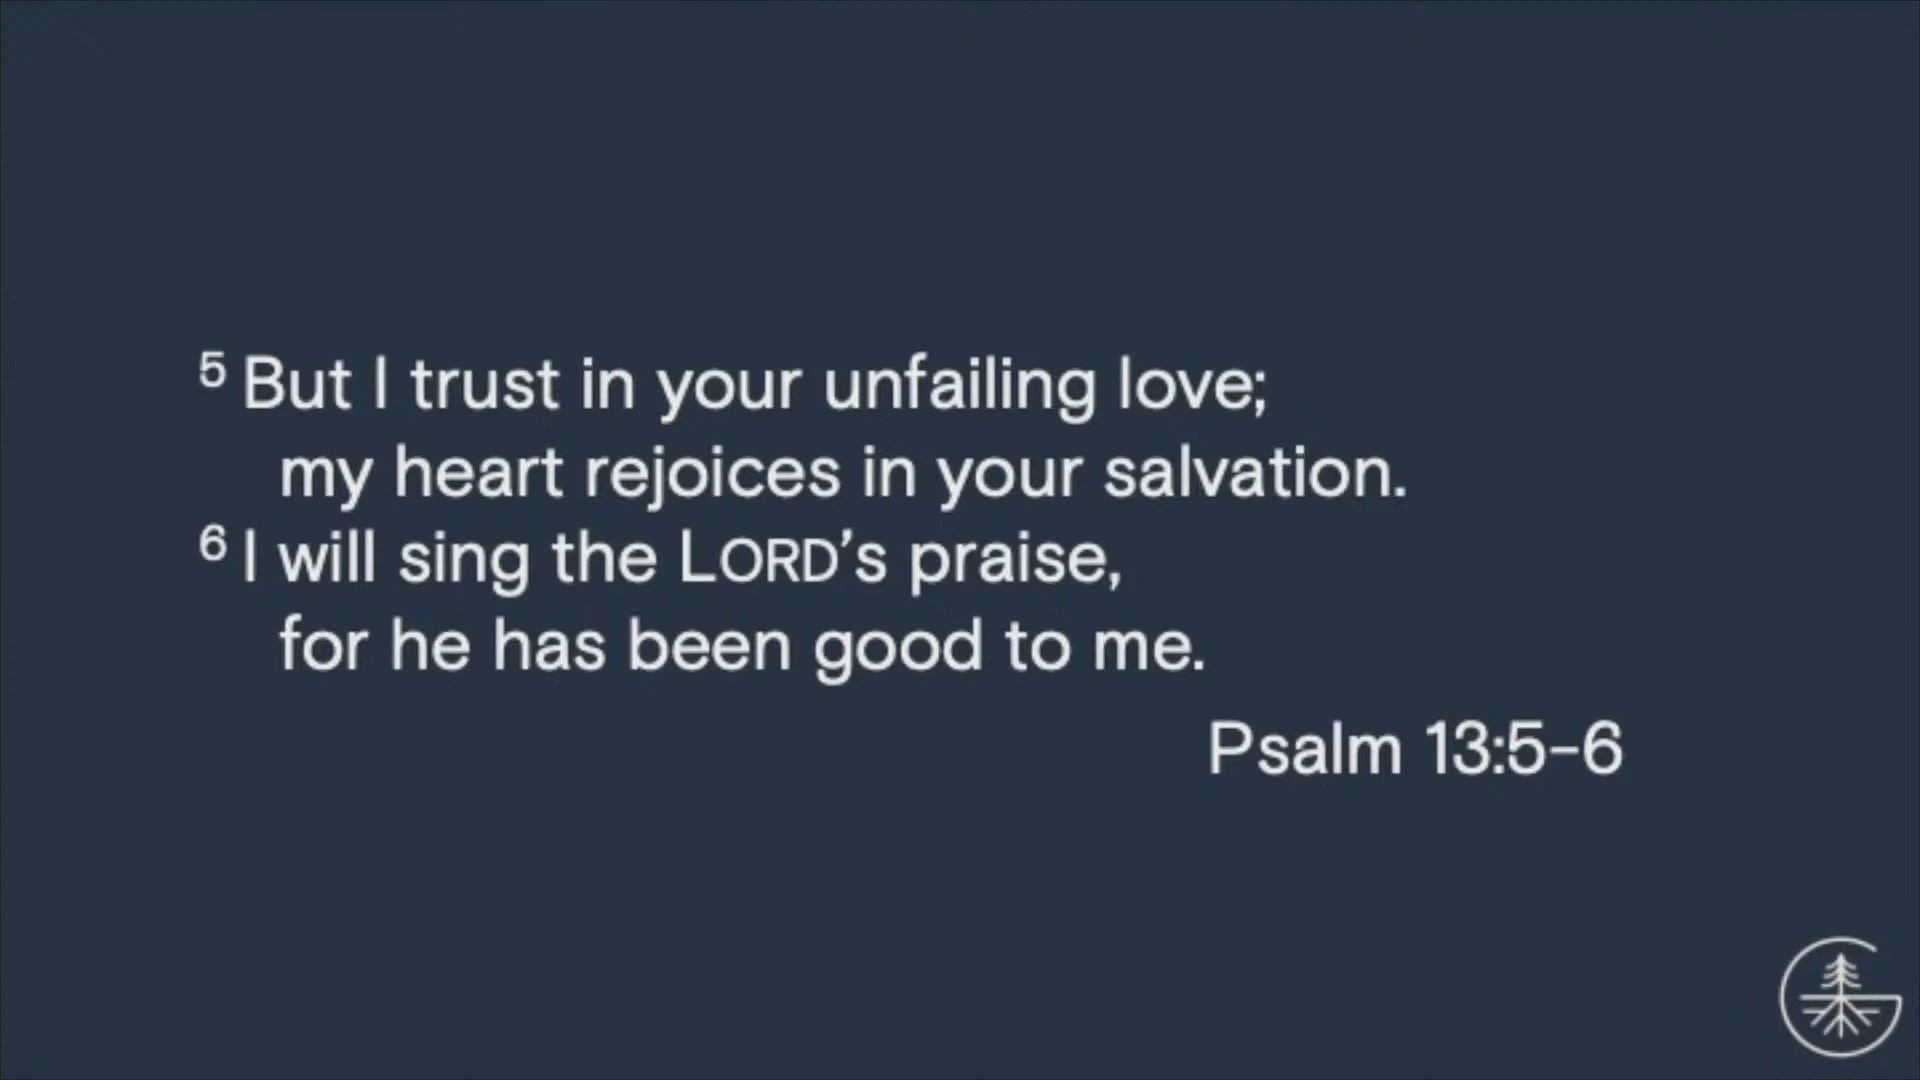 ⁵ But I trust in your unfailing love;
my heart rejoices in your salvation.
⁶ I will sing the LORD’s praise,
for he has been good to me.
Psalm 13:5–6